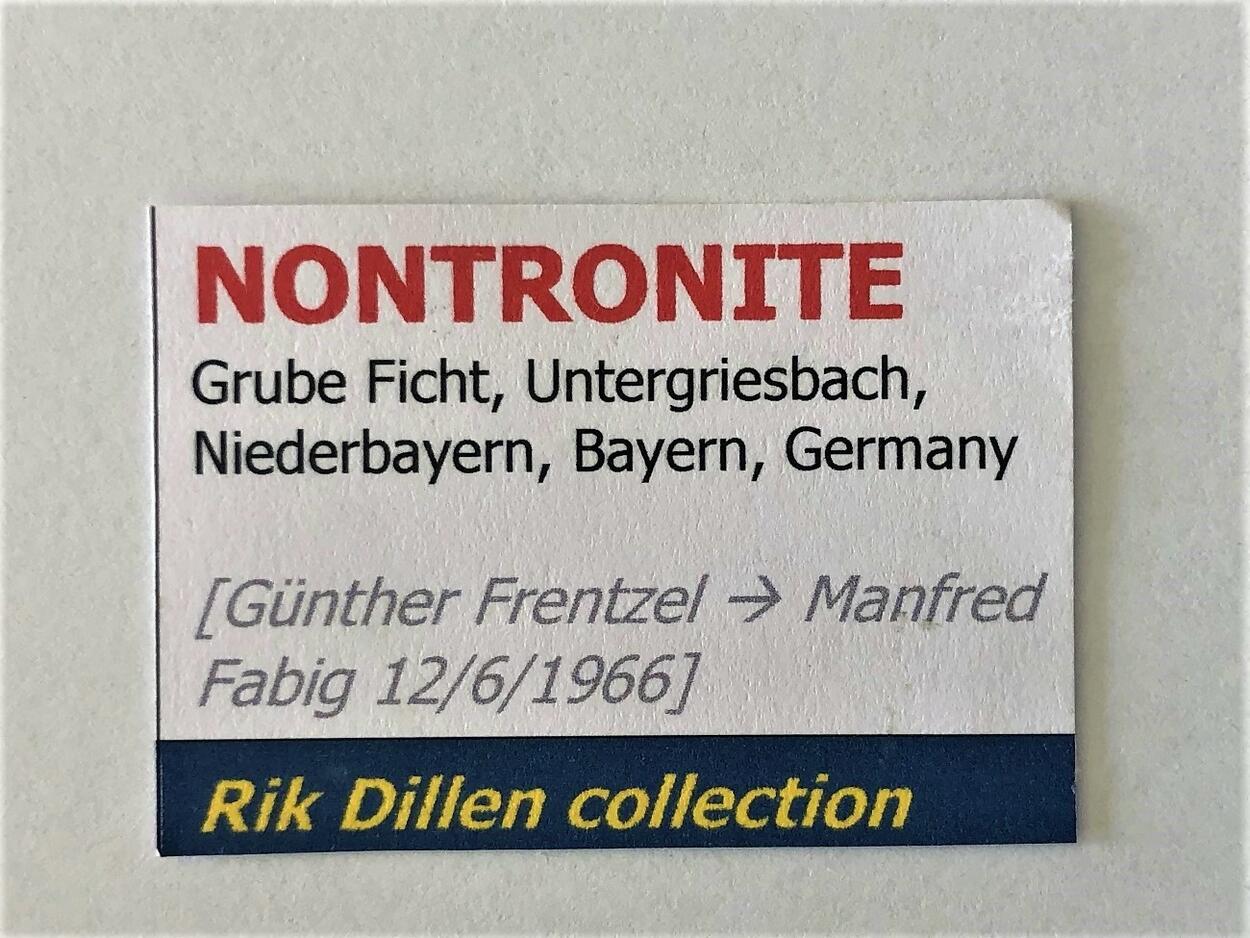 NONTRONITE
Grube Ficht, Untergriesbach,
Niederbayern, Bayern, Germany
[Günther Frentzel → Manfred
Fabig 12/6/1966]
Rik Dillen collection